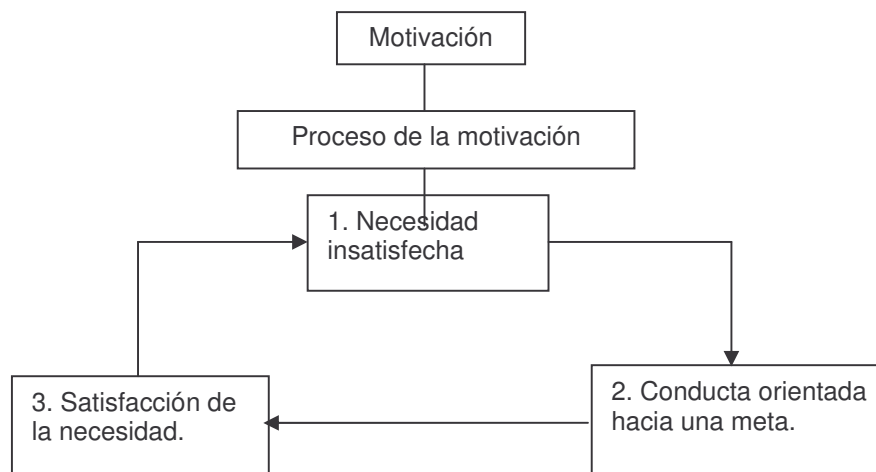 Motivación
Proceso de la motivación
1. Necesidad
insatisfecha
2. Conducta orientada
hacia una meta.
3. Satisfacción de
la necesidad.